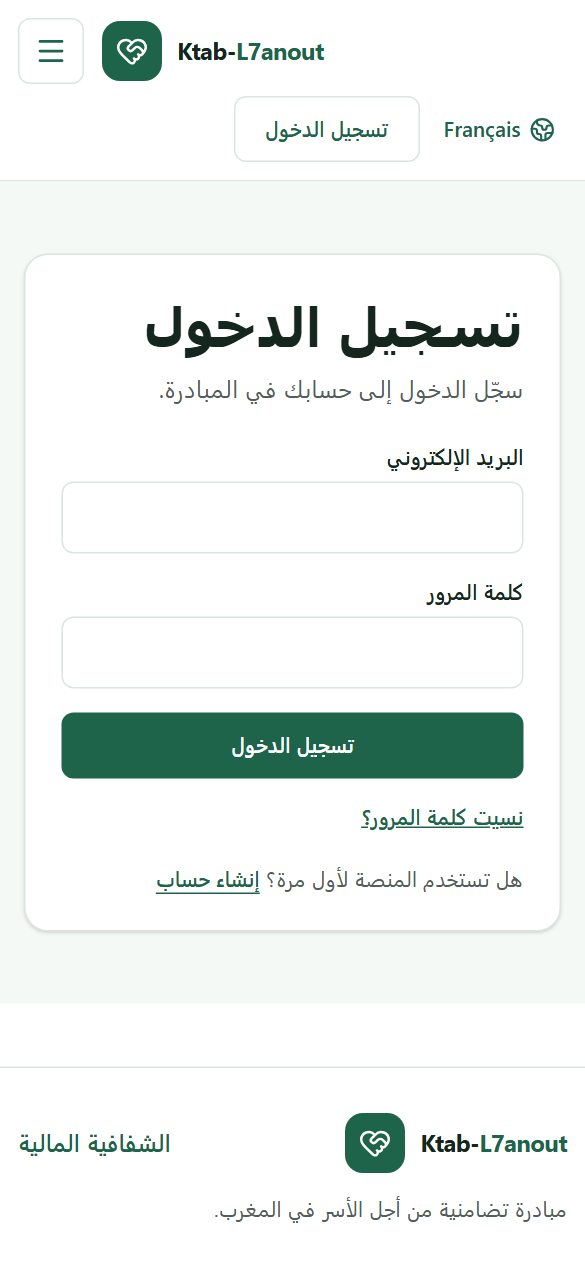 Ktab-L7anout
Français
تسجيل الدخول
تسجيل الدخول
سجّل الدخول إلى حسابك في المبادرة.
البريد الإلكتروني
كلمة المرور
تسجيل الدخول
نسيت كلمة المرور؟
هل تستخدم المنصة لأول مرة؟ إنشاء حساب
Ktab-L7anout
الشفافية المالية
مبادرة تضامنية من أجل الأسر في المغرب.